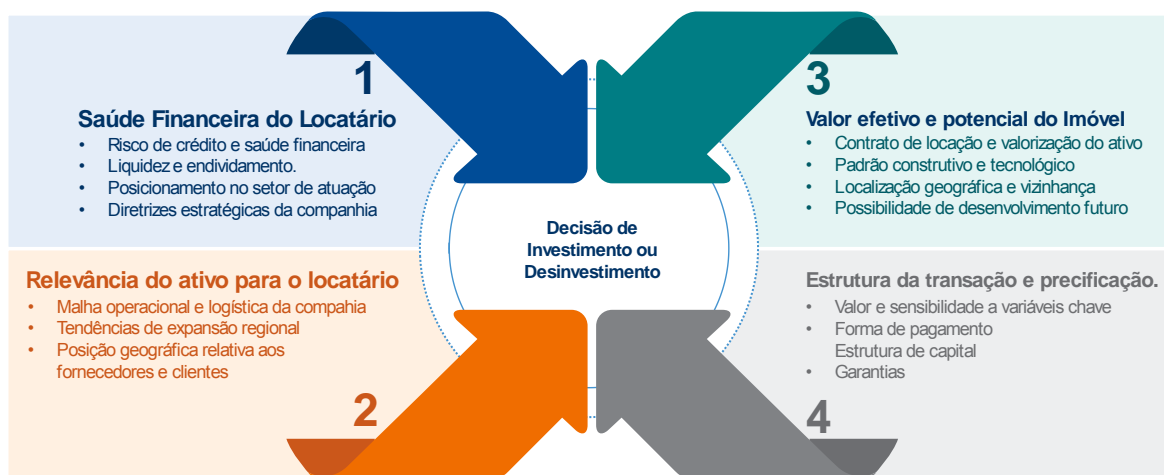 1
Saúde Financeira do Locatário
• Risco de crédito e saúde financeira
• Liquidez e endividamento.
• Posicionamento no setor de atuação
• Diretrizes estratégicas da companhia
Relevância do ativo para o locatário
• Malha operacional e logística da compahia
• Tendências de expansão regional
• Posição geográfica relativa aos
fornecedores e clientes
2
Decisão de
Investimento ou
Desinvestimento
3
Valor efetivo e potencial do Imóvel
• Contrato de locação e valorização do ativo
• Padrão construtivo e tecnológico
• Localização geográfica e vizinhança
• Possibilidade de desenvolvimento futuro
Estrutura da transação e precificação.
• Valor e sensibilidade a variáveis chave
• Forma de pagamento
Estrutura de capital
• Garantias
4